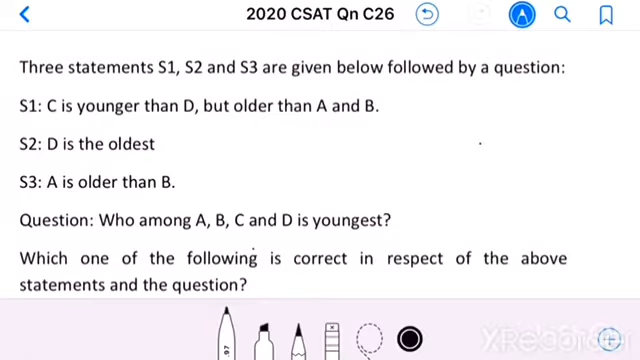 2020 CSAT Qn C26
Three statements S1, S2 and S3 are given below followed by a question:
S1: C is younger than D, but older than A and B.
S2: D is the oldest
S3: A is older than B.
Question: Who among A, B, C and D is youngest?
Which one of the following is correct in respect of the above
statements and the question?
97